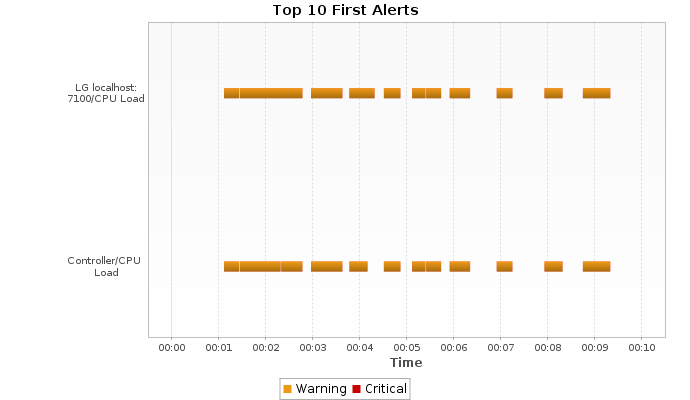 Top 10 First Alerts
LG localhost:
7100/CPU Load
Controller/CPU
Load
00:00 00:01 00:02 00:03 00:04 00:05 00:06 00:07 00:08 00:09 00:10
Time
Warning Critical